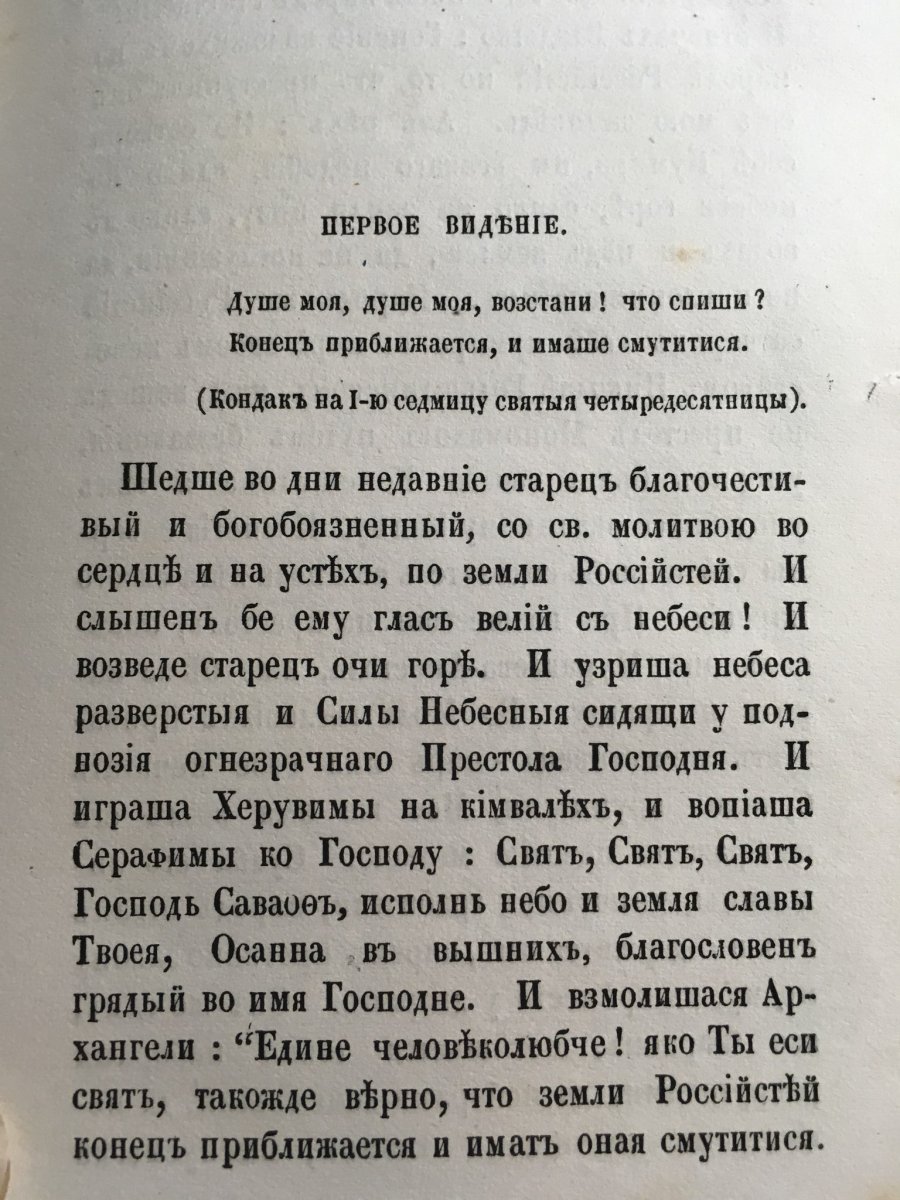 ПЕРВОЕ ВИДѢНІЕ.
Душе моя, душе моя, возстани! что спиши?
Конецъ приближается, и имаше смутитися.
(Кондакъ на І-ю седмицу святыя четыредесятницы).
Шедше во дни недавніе старецъ благочести-
вый и богобоязненный, со св. молитвою во
сердцѣ и на устѣхъ, по земли Россійстей. И
слышенъ бе ему гласъ велій съ небеси! И
возведе старецъ очи горѣ. И узриша небеса
разверстыя и Силы Небесныя сидящи у под-
нозія огнезрачнаго Престола Господня. И
играша Херувимы на кімвалѣхъ, и вопіаша
Серафимы ко Господу : Святъ, Святъ, Святъ,
Господь Саваоѳъ, исполнь небо и земля славы
Твоея, Осанна въ вышнихъ, благословенъ
грядый во имя Господне. И взмолишася Ар-
хангели : “Едине человѣколюбче! яко Ты еси
святъ, такожде вѣрно, что земли Россійстѣй
конецъ приближается и имать оная смутитися.